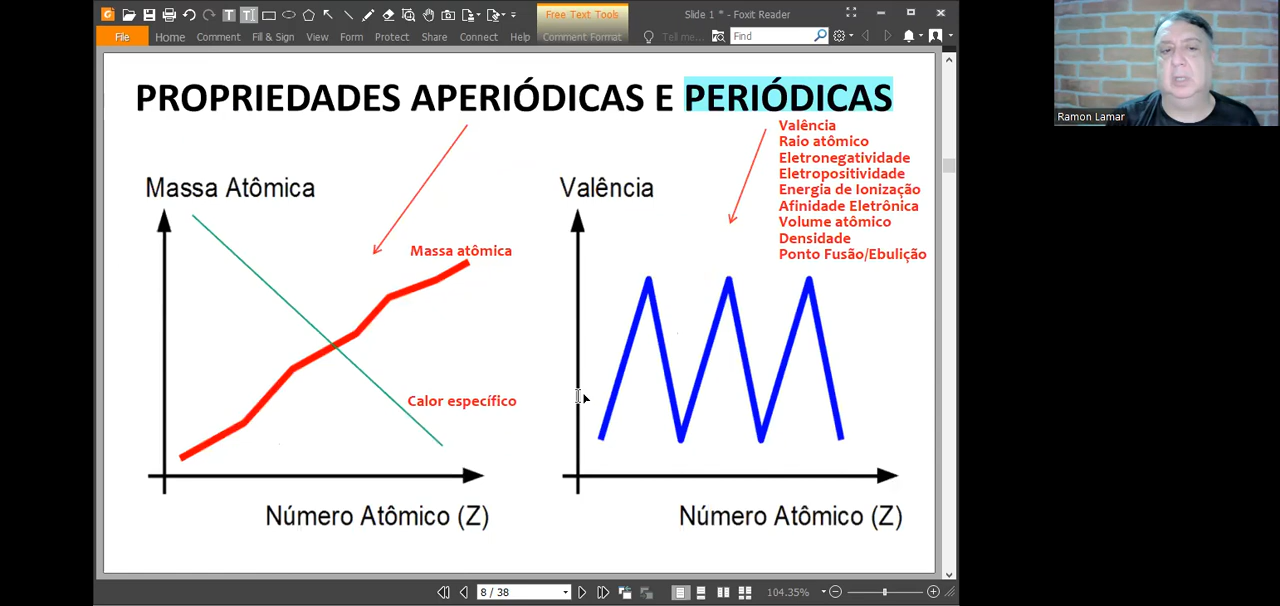 Free Text Tools
Slide 1 * - Foxit Reader
File Home Comment Fill & Sign View Form Protect Share Connect Help Comment Format Tell me... Find
Ramon Lamar
PROPRIEDADES APERIÓDICAS E PERIÓDICAS
Valência
Raio atômico
Eletronegatividade
Eletropositividade
Energia de Ionização
Afinidade Eletrônica
Volume atômico
Densidade
Ponto Fusão/Ebulição
Massa Atômica
Massa atômica
Calor específico
Número Atômico (Z)
Valência
Número Atômico (Z)
8 / 38
104.35%